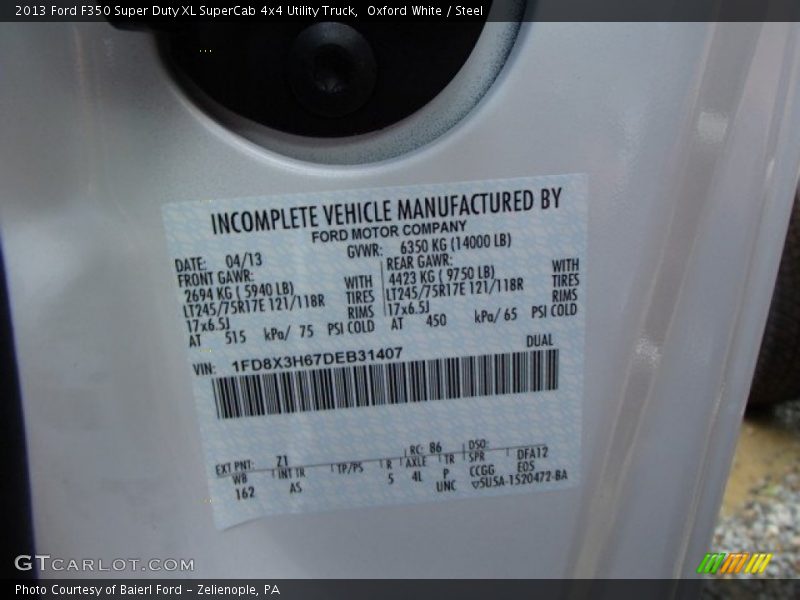 2013 Ford F350 Super Duty XL SuperCab 4x4 Utility Truck, Oxford White / Steel
INCOMPLETE VEHICLE MANUFACTURED BY
FORD MOTOR COMPANY
DATE: 04/13 GVWR: 6350 KG (14000 LB)
FRONT GAWR: REAR GAWR:
2694 KG ( 5940 LB) WITH 4423 KG ( 9750 LB) WITH
LT245/75R17E 121/118R TIRES LT245/75R17E 121/118R TIRES
17x6.5J RIMS 17x6.5J RIMS
AT 515 kPa/ 75 PSI COLD AT 450 kPa/ 65 PSI COLD
VIN: 1FD8X3H67DEB31407 DUAL
EXT PNT: Z1 RC: 86 DSO:
WB INT TR TP/PS R AXLE TR SPR DFA12
162 AS 5 4L P CCGG E05
UNC ▽5U5A-1520472-BA
GTCARLOT.COM
Photo Courtesy of Baierl Ford - Zelienople, PA